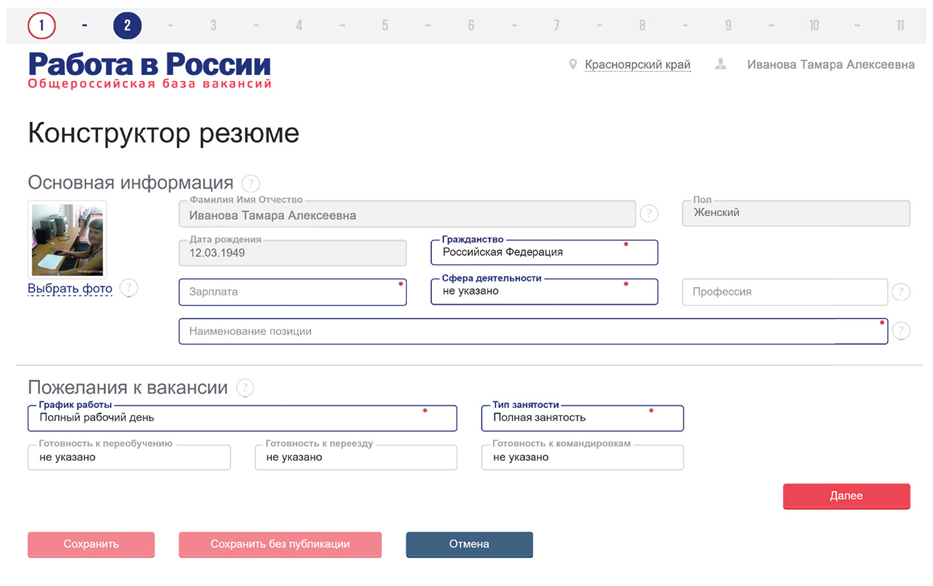 1 - 2 - 3 - 4 - 5 - 6 - 7 - 8 - 9 - 10 - 11
Работа в России
Общероссийская база вакансий
Красноярский край
Иванова Тамара Алексеевна
Конструктор резюме
Основная информация ?
Фамилия Имя Отчество
Иванова Тамара Алексеевна ?
Пол
Женский
Дата рождения
12.03.1949
Гражданство *
Российская Федерация
Выбрать фото ?
Зарплата *
Сфера деятельности *
не указано
Профессия ?
Наименование позиции * ?
Пожелания к вакансии ?
График работы *
Полный рабочий день
Тип занятости *
Полная занятость
Готовность к переобучению
не указано
Готовность к переезду
не указано
Готовность к командировкам
не указано
Далее
Сохранить
Сохранить без публикации
Отмена